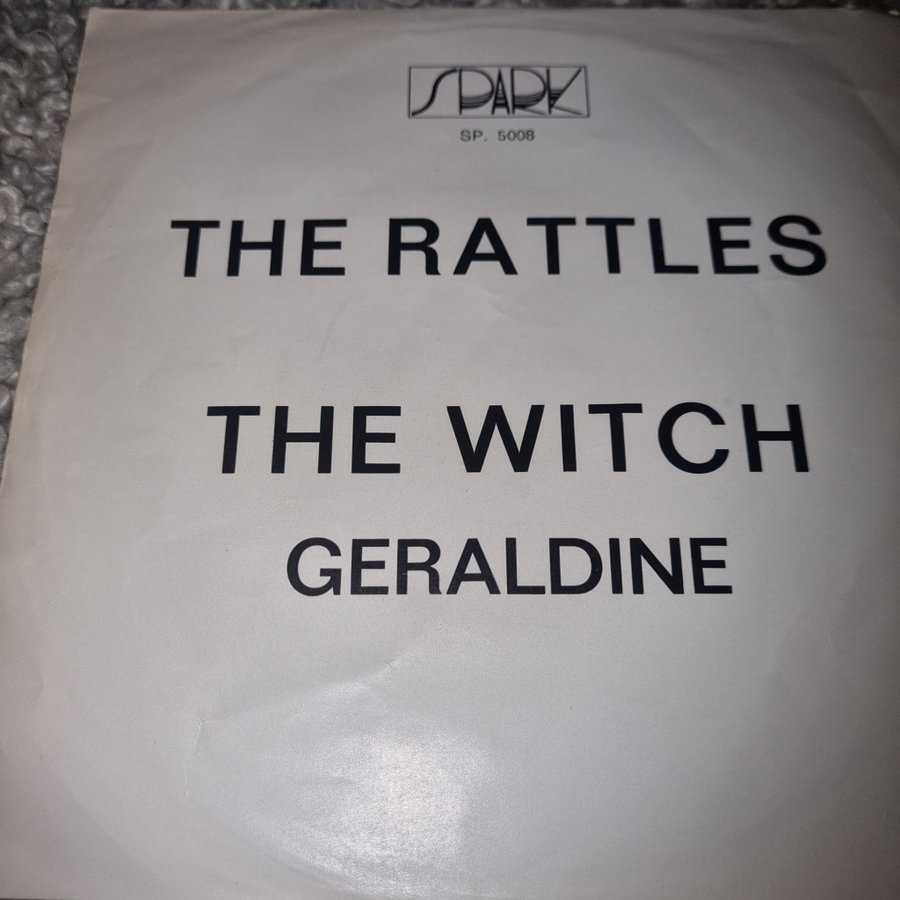 SPARK
SP. 5008
THE RATTLES
THE WITCH
GERALDINE